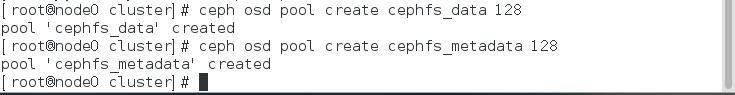 [root@node0 cluster]# ceph osd pool create cephfs_data 128
pool 'cephfs_data' created
[root@node0 cluster]# ceph osd pool create cephfs_metadata 128
pool 'cephfs_metadata' created
[root@node0 cluster]#